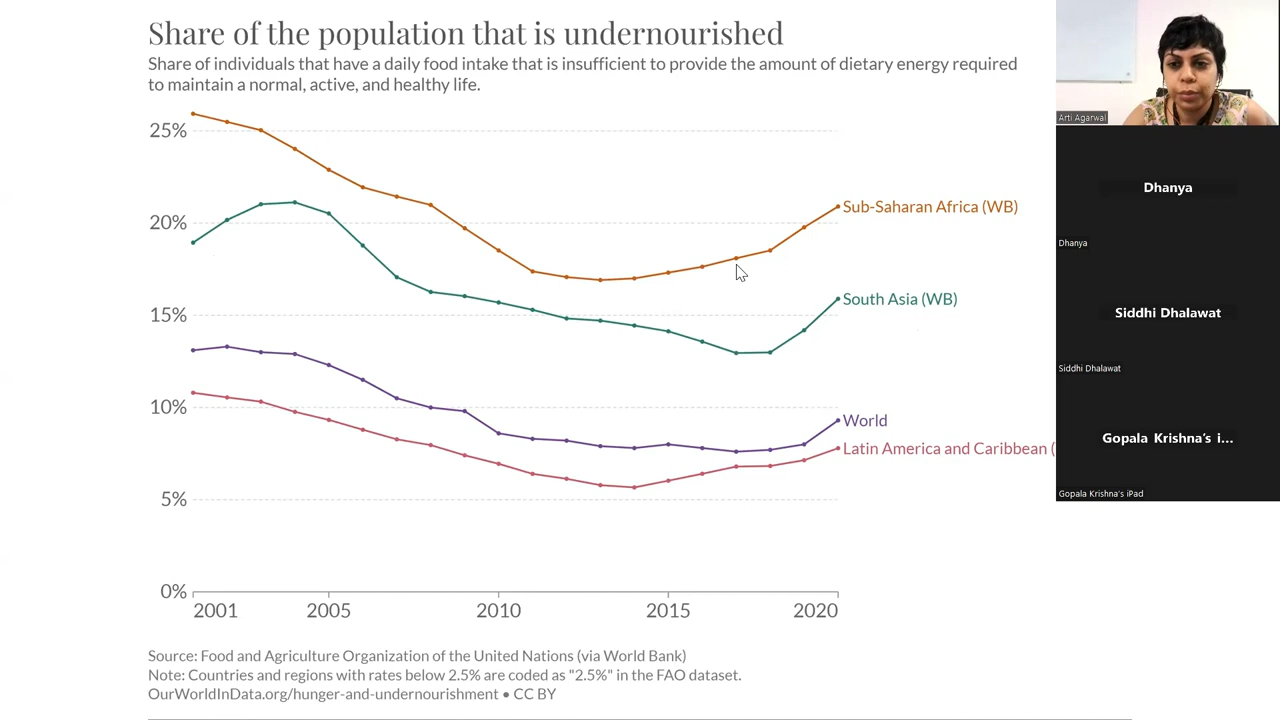 Share of the population that is undernourished
Share of individuals that have a daily food intake that is insufficient to provide the amount of dietary energy required
to maintain a normal, active, and healthy life.
25%
20%
15%
10%
5%
0%
Sub-Saharan Africa (WB)
South Asia (WB)
World
Latin America and Caribbean (
2001
2005
2010
2015
2020
Source: Food and Agriculture Organization of the United Nations (via World Bank)
Note: Countries and regions with rates below 2.5% are coded as "2.5%" in the FAO dataset.
OurWorldInData.org/hunger-and-undernourishment • CC BY
Arti Agarwal
Dhanya
Dhanya
Siddhi Dhalawat
Siddhi Dhalawat
Gopala Krishna's i...
Gopala Krishna's iPad